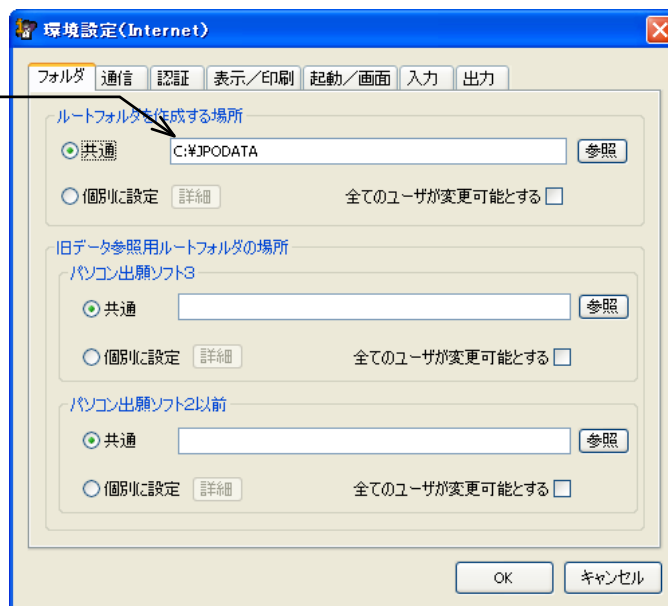 環境設定(Internet)
フォルダ 通信 認証 表示/印刷 起動/画面 入力 出力
ルートフォルダを作成する場所
共通 C:¥JPODATA 参照
個別に設定 詳細 全てのユーザが変更可能とする
旧データ参照用ルートフォルダの場所
パソコン出願ソフト3
共通 参照
個別に設定 詳細 全てのユーザが変更可能とする
パソコン出願ソフト2以前
共通 参照
個別に設定 詳細 全てのユーザが変更可能とする
OK キャンセル